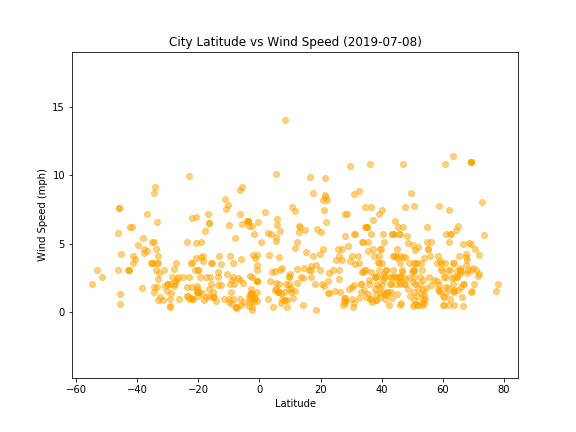 City Latitude vs Wind Speed (2019-07-08)
15
10
5
0
Wind Speed (mph)
−60 −40 −20 0 20 40 60 80
Latitude